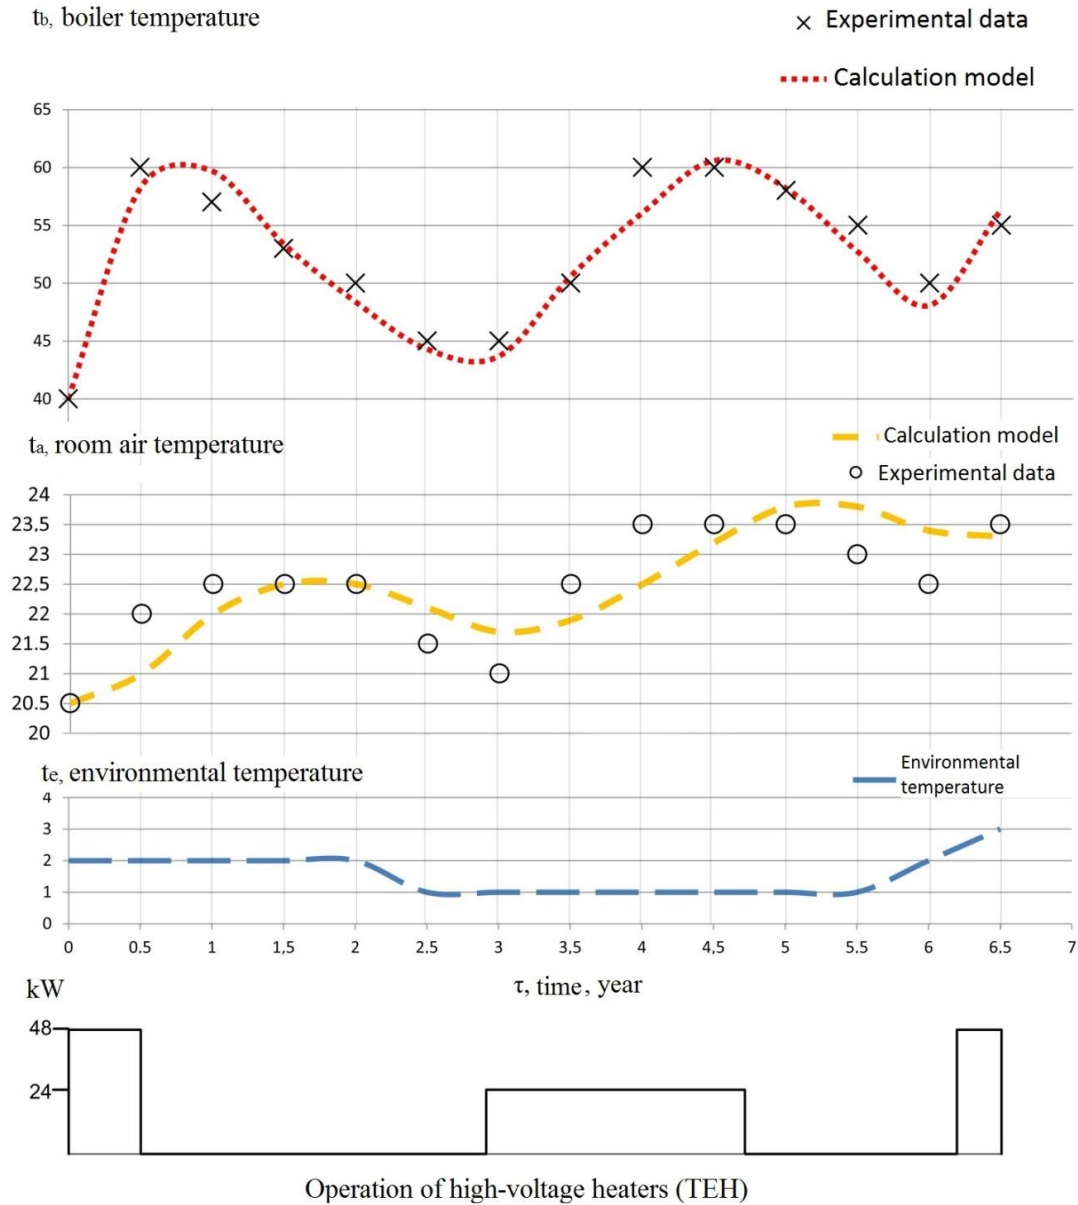 tb, boiler temperature
Experimental data
Calculation model
65
60
55
50
45
40
ta, room air temperature
Calculation model
Experimental data
24
23.5
23
22,5
22
21.5
21
20.5
20
te, environmental temperature
Environmental
temperature
4
3
2
1
0
0 0,5 1 1,5 2 2,5 3 3,5 4 4,5 5 5.5 6 6.5 7
kW
τ, time, year
48
24
Operation of high-voltage heaters (TEH)